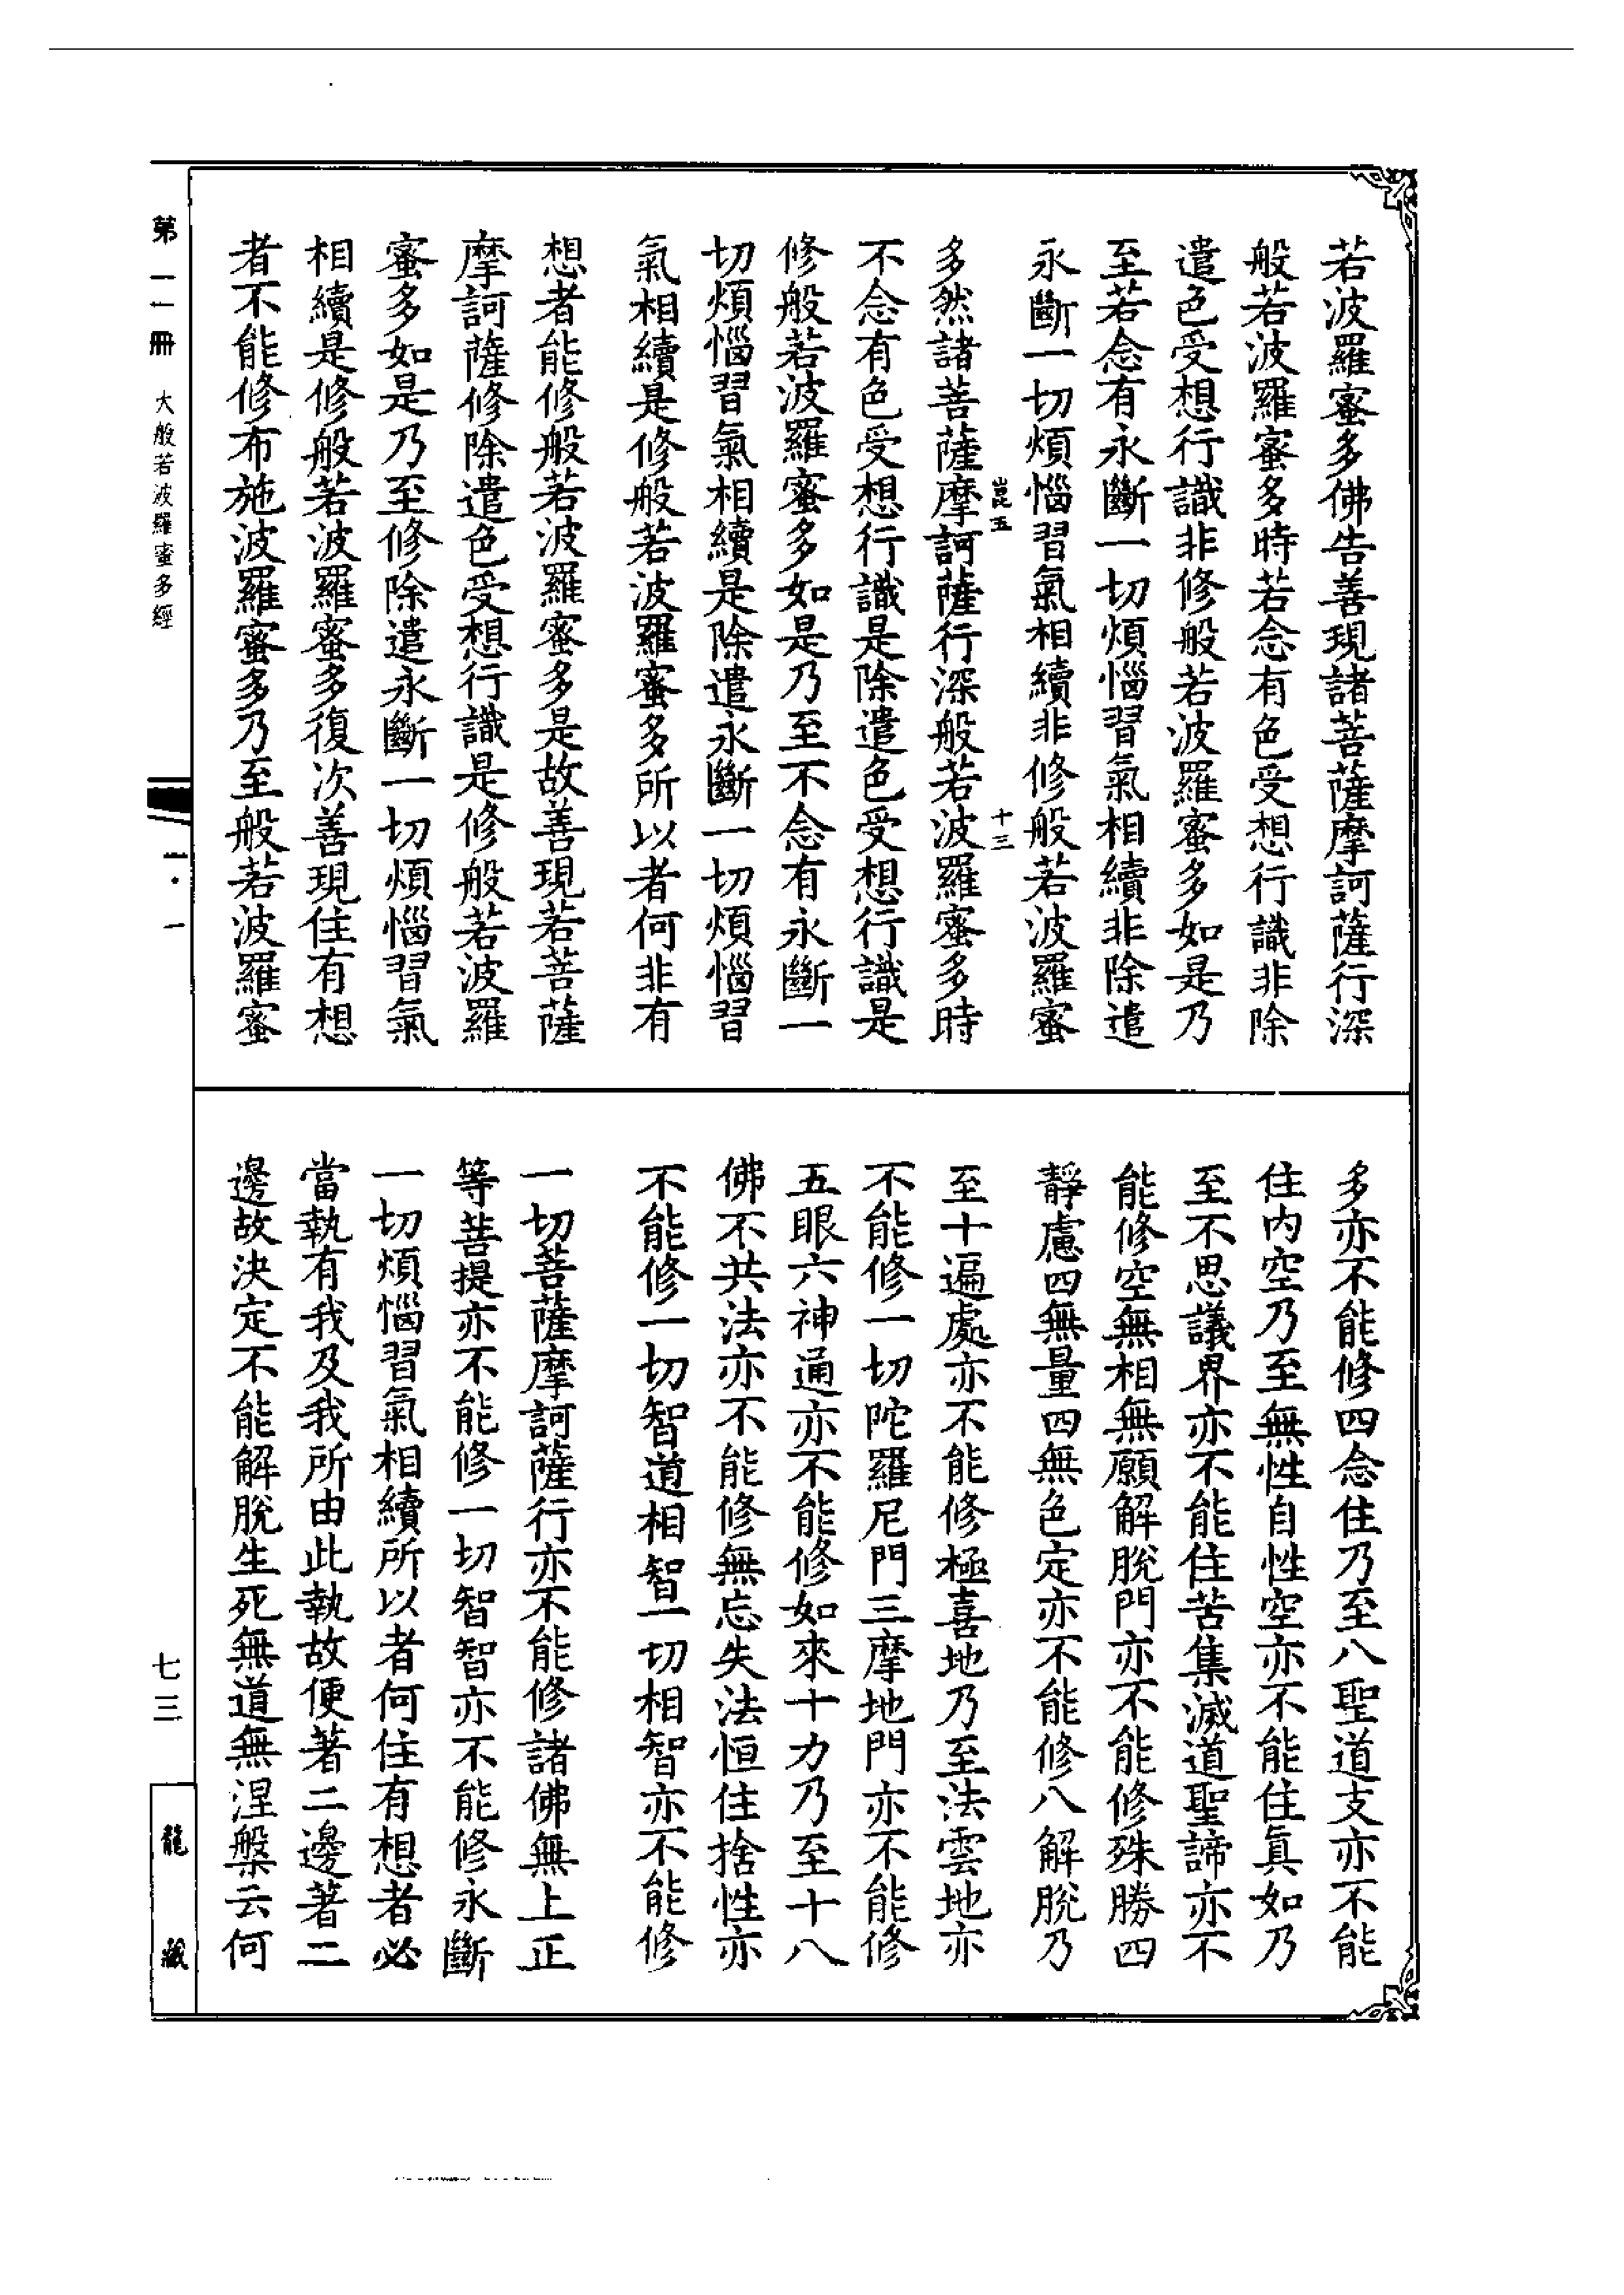 若波羅蜜多佛告善現諸菩薩摩訶薩行深
般若波羅蜜多時若念有色受想行識非除
遣色受想行識非修般若波羅蜜多如是乃
至若念有永斷一切煩惱習氣相續非除遣
永斷一切煩惱習氣相續非修般若波羅蜜
崑五 十三
多然諸菩薩摩訶薩行深般若波羅蜜多時
不念有色受想行識是除遣色受想行識是
修般若波羅蜜多如是乃至不念有永斷一
切煩惱習氣相續是除遣永斷一切煩惱習
氣相續是修般若波羅蜜多所以者何非有
想者能修般若波羅蜜多是故善現若菩薩
摩訶薩修除遣色受想行識是修般若波羅
蜜多如是乃至修除遣永斷一切煩惱習氣
相續是修般若波羅蜜多復次善現住有想
者不能修布施波羅蜜多乃至般若波羅蜜
多亦不能修四念住乃至八聖道支亦不能
住內空乃至無性自性空亦不能住真如乃
至不思議界亦不能住苦集滅道聖諦亦不
能修空無相無願解脫門亦不能修殊勝四
靜慮四無量四無色定亦不能修八解脫乃
至十遍處亦不能修極喜地乃至法雲地亦
不能修一切陀羅尼門三摩地門亦不能修
五眼六神通亦不能修如來十力乃至十八
佛不共法亦不能修無忘失法恒住捨性亦
不能修一切智道相智一切相智亦不能修
一切菩薩摩訶薩行亦不能修諸佛無上正
等菩提亦不能修一切智智亦不能修永斷
一切煩惱習氣相續所以者何住有想者必
當執有我及我所由此執故便著二邊著二
邊故決定不能解脫生死無道無涅槃云何
第一一冊 大般若波羅蜜多經
一·一
七三
龍藏